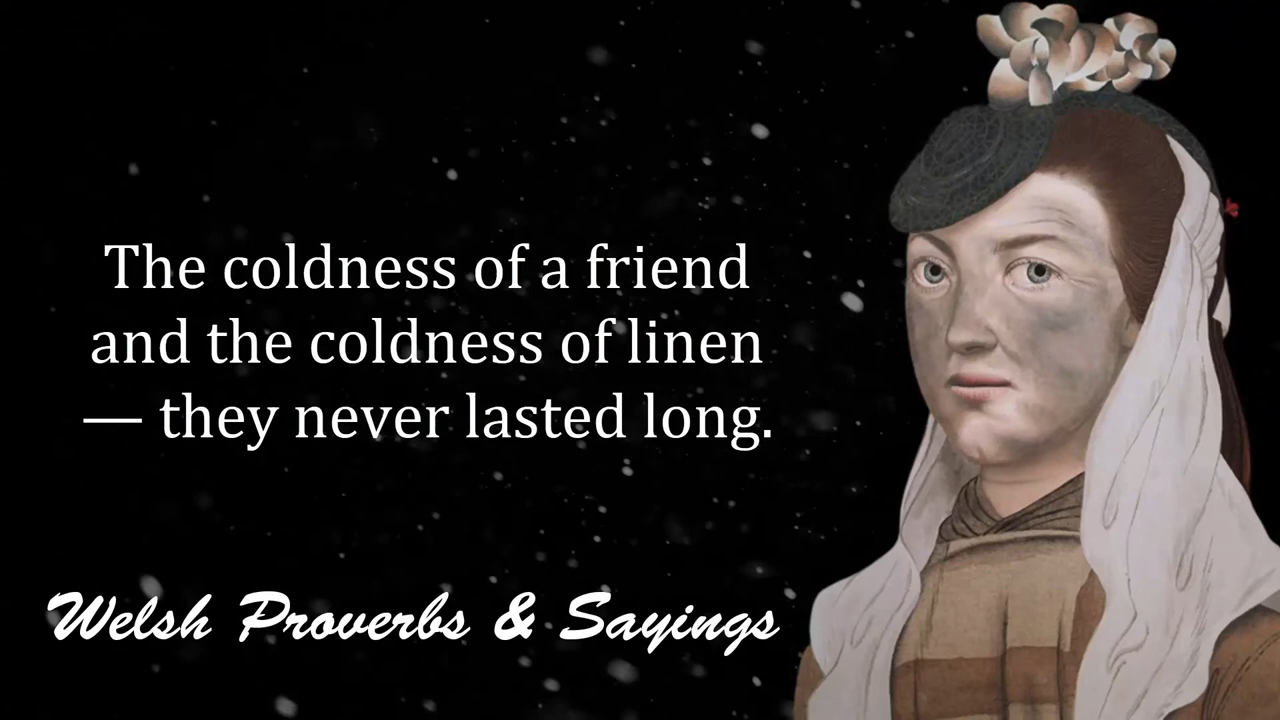 The coldness of a friend
and the coldness of linen
— they never lasted long.
Welsh Proverbs & Sayings